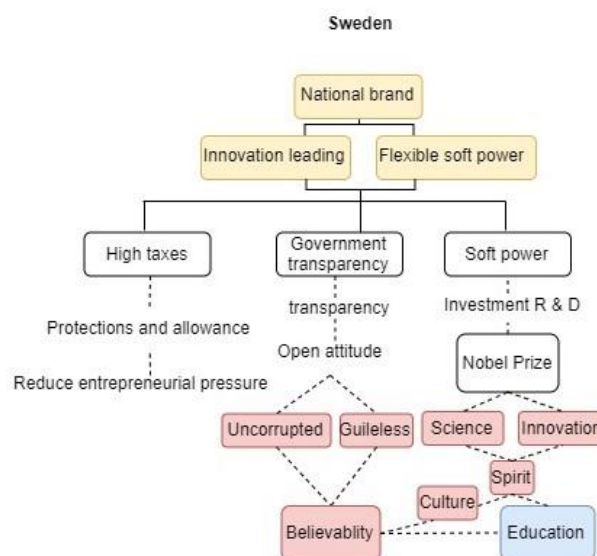 Sweden
National brand
Innovation leading
Flexible soft power
High taxes
Government
transparency
Soft power
Protections and allowance
transparency
Investment R & D
Reduce entrepreneurial pressure
Open attitude
Nobel Prize
Uncorrupted
Guileless
Science
Innovation
Spirit
Culture
Believablity
Education